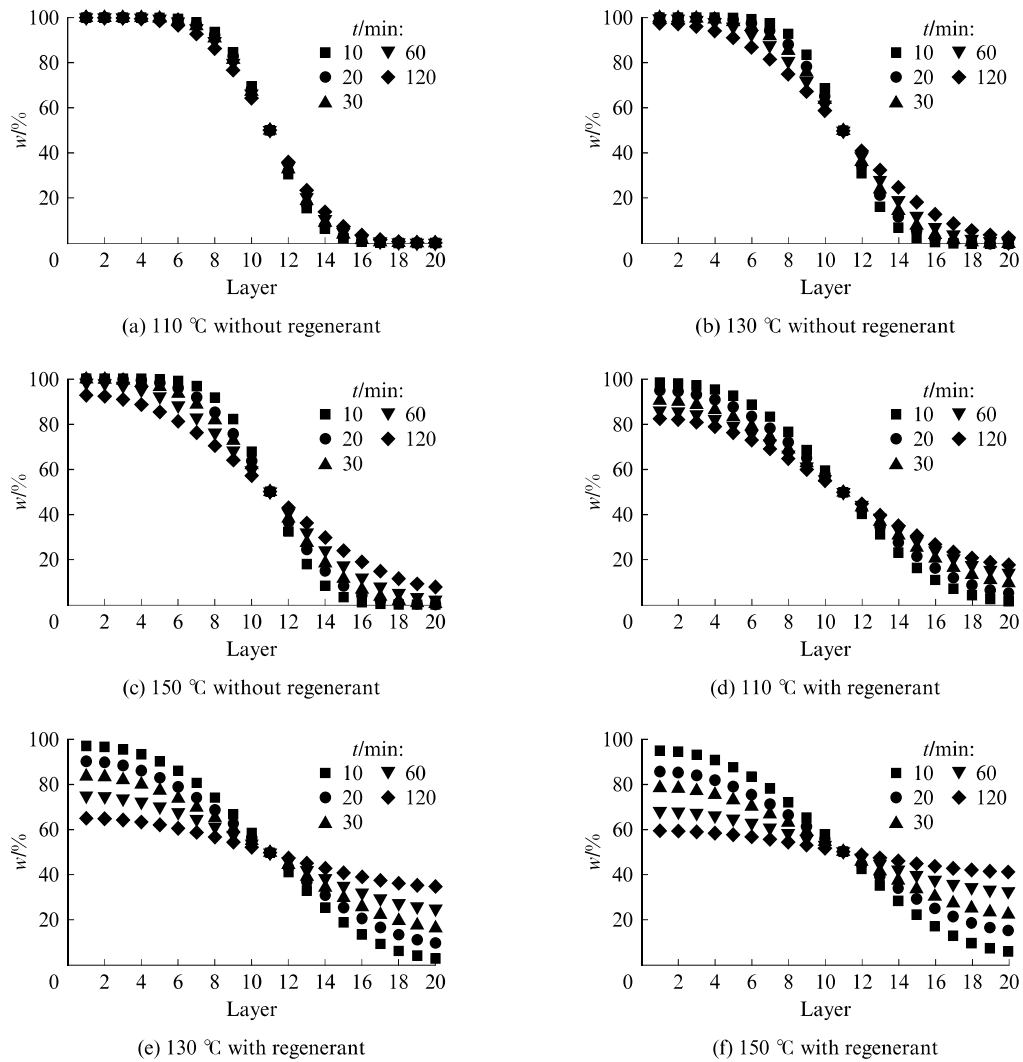 100
80
60
40
20
0
w/%
t/min:
10 60
20 120
30
2 4 6 8 10 12 14 16 18 20
Layer
(a) 110 ℃ without regenerant
100
80
60
40
20
0
w/%
t/min:
10 60
20 120
30
2 4 6 8 10 12 14 16 18 20
Layer
(b) 130 ℃ without regenerant
100
80
60
40
20
0
w/%
t/min:
10 60
20 120
30
2 4 6 8 10 12 14 16 18 20
Layer
(c) 150 ℃ without regenerant
100
80
60
40
20
0
w/%
t/min:
10 60
20 120
30
2 4 6 8 10 12 14 16 18 20
Layer
(d) 110 ℃ with regenerant
100
80
60
40
20
0
w/%
t/min:
10 60
20 120
30
2 4 6 8 10 12 14 16 18 20
Layer
(e) 130 ℃ with regenerant
100
80
60
40
20
0
w/%
t/min:
10 60
20 120
30
2 4 6 8 10 12 14 16 18 20
Layer
(f) 150 ℃ with regenerant